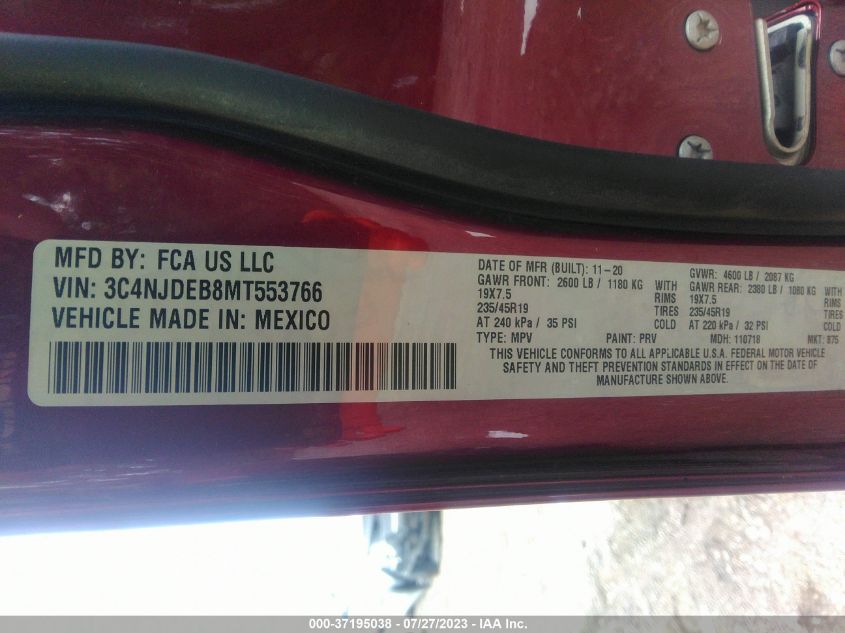 MFD BY: FCA US LLC
VIN: 3C4NJDEB8MT553766
VEHICLE MADE IN: MEXICO
DATE OF MFR (BUILT): 11-20
GAWR FRONT: 2600 LB / 1180 KG WITH
19X7.5 RIMS
235/45R19 TIRES
AT 240 kPa / 35 PSI COLD
GVWR: 4600 LB / 2087 KG
GAWR REAR: 2380 LB / 1080 KG WITH
19X7.5 RIMS
235/45R19 TIRES
AT 220 kPa / 32 PSI COLD
TYPE: MPV PAINT: PRV MDH: 110718 MKT: 875
THIS VEHICLE CONFORMS TO ALL APPLICABLE U.S.A. FEDERAL MOTOR VEHICLE
SAFETY AND THEFT PREVENTION STANDARDS IN EFFECT ON THE DATE OF
MANUFACTURE SHOWN ABOVE.
000-37195038 - 07/27/2023 - IAA Inc.